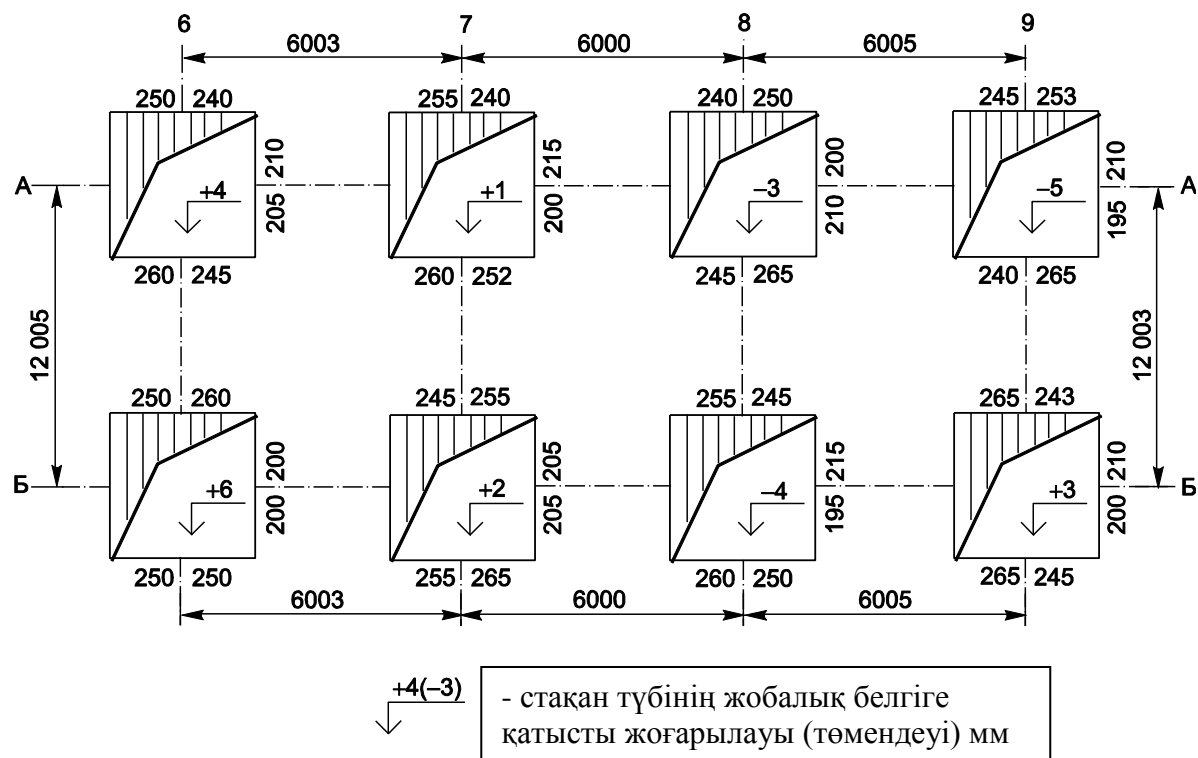 6 7 8 9
6003 6000 6005
250 240 255 240 240 250 245 253
210 215 200 210
А +4 +1 –3 –5 А
205 200 210 195
260 245 260 252 245 265 240 265
12 005 12 003
250 260 245 255 255 245 265 243
200 205 215 210
Б +6 +2 –4 +3 Б
200 205 195 200
250 250 255 265 260 250 265 245
6003 6000 6005
+4(–3)
- стақан түбінің жобалық белгіге
қатысты жоғарылауы (төмендеуі) мм